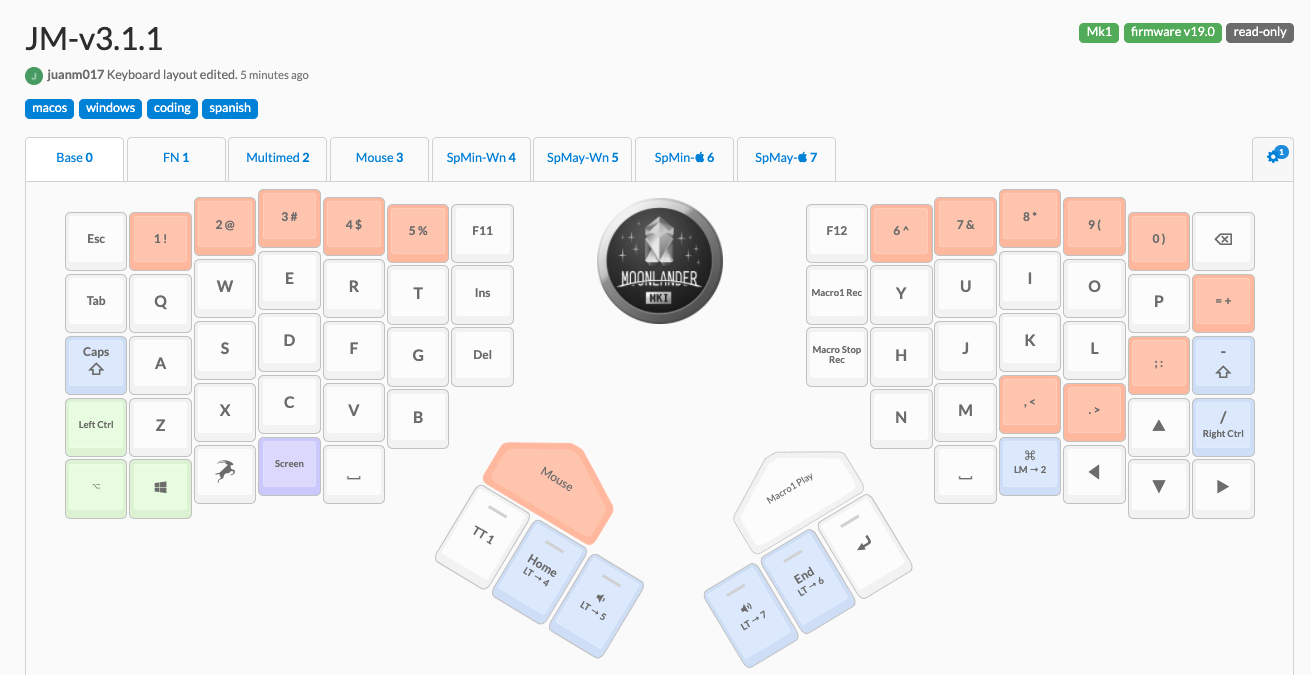 JM-v3.1.1
Mk1 firmware v19.0 read-only
J juanm017 Keyboard layout edited. 5 minutes ago
macos windows coding spanish
Base 0 FN 1 Multimed 2 Mouse 3 SpMin-Wn 4 SpMay-Wn 5 SpMin- 6 SpMay- 7
1
Esc 1 ! 2 @ 3 # 4 $ 5 % F11
Tab Q W E R T Ins
Caps A S D F G Del
Left Ctrl Z X C V B
⌥ Screen
Mouse
TT 1
Home
LT → 4
LT → 5
MOONLANDER
MKI
F12 6 ^ 7 & 8 * 9 ( 0 )
Macro1 Rec Y U I O P = +
Macro Stop
Rec
H J K L ; : -
N M , < . > ▲ /
Right Ctrl
⌘
LM → 2
◀ ▼ ▶
Macro1 Play
End
LT → 6
LT → 7